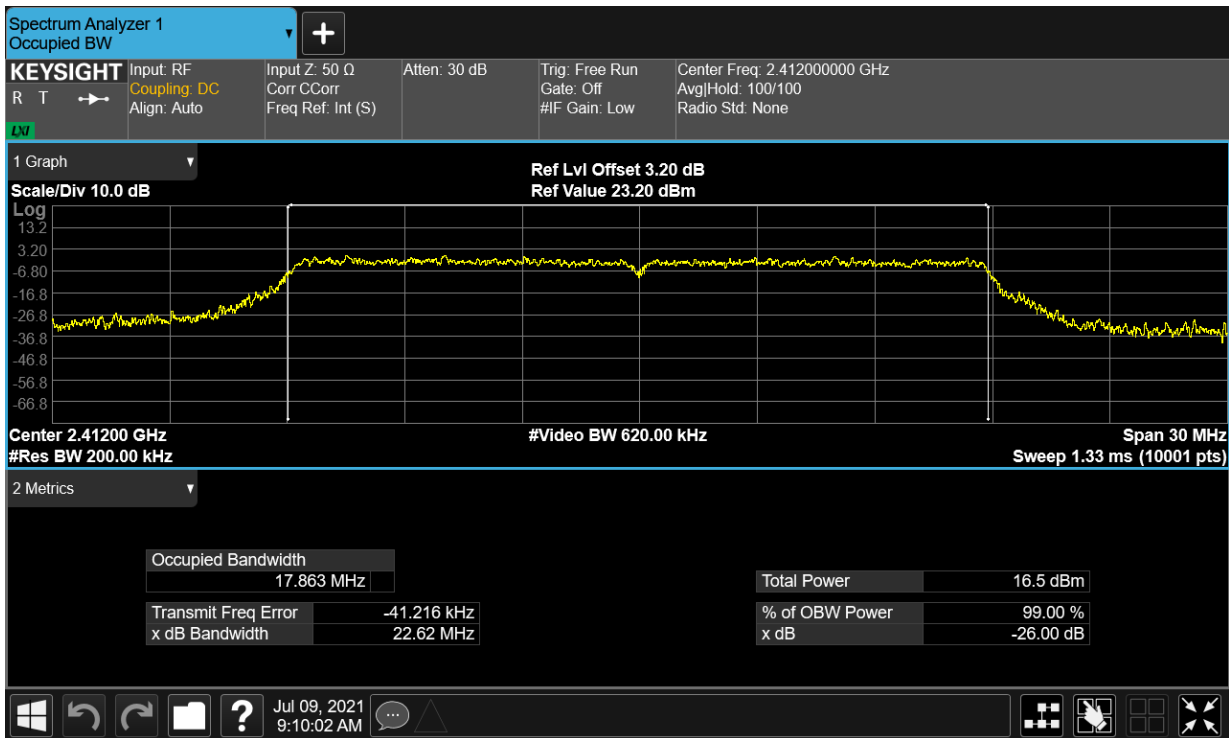 Spectrum Analyzer 1
Occupied BW
+
KEYSIGHT
R T
LXI
Input: RF
Coupling: DC
Align: Auto
Input Z: 50 Ω
Corr CCorr
Freq Ref: Int (S)
Atten: 30 dB
Trig: Free Run
Gate: Off
#IF Gain: Low
Center Freq: 2.412000000 GHz
Avg|Hold: 100/100
Radio Std: None
1 Graph
Scale/Div 10.0 dB
Ref Lvl Offset 3.20 dB
Ref Value 23.20 dBm
Log
13.2
3.20
-6.80
-16.8
-26.8
-36.8
-46.8
-56.8
-66.8
Center 2.41200 GHz
#Video BW 620.00 kHz
Span 30 MHz
#Res BW 200.00 kHz
Sweep 1.33 ms (10001 pts)
2 Metrics
Occupied Bandwidth
17.863 MHz
Transmit Freq Error -41.216 kHz
x dB Bandwidth 22.62 MHz
Total Power 16.5 dBm
% of OBW Power 99.00 %
x dB -26.00 dB
?
Jul 09, 2021
9:10:02 AM